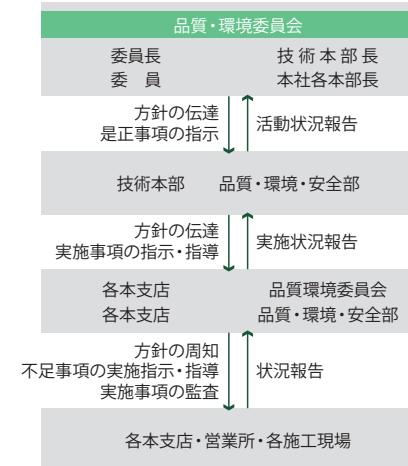 品質・環境委員会
委員長 技術本部長
委 員 本社各本部長
方針の伝達
是正事項の指示
活動状況報告
技術本部 品質・環境・安全部
方針の伝達
実施事項の指示・指導
実施状況報告
各本支店 品質環境委員会
各本支店 品質・環境・安全部
方針の周知
不足事項の実施指示・指導
実施事項の監査
状況報告
各本支店・営業所・各施工現場